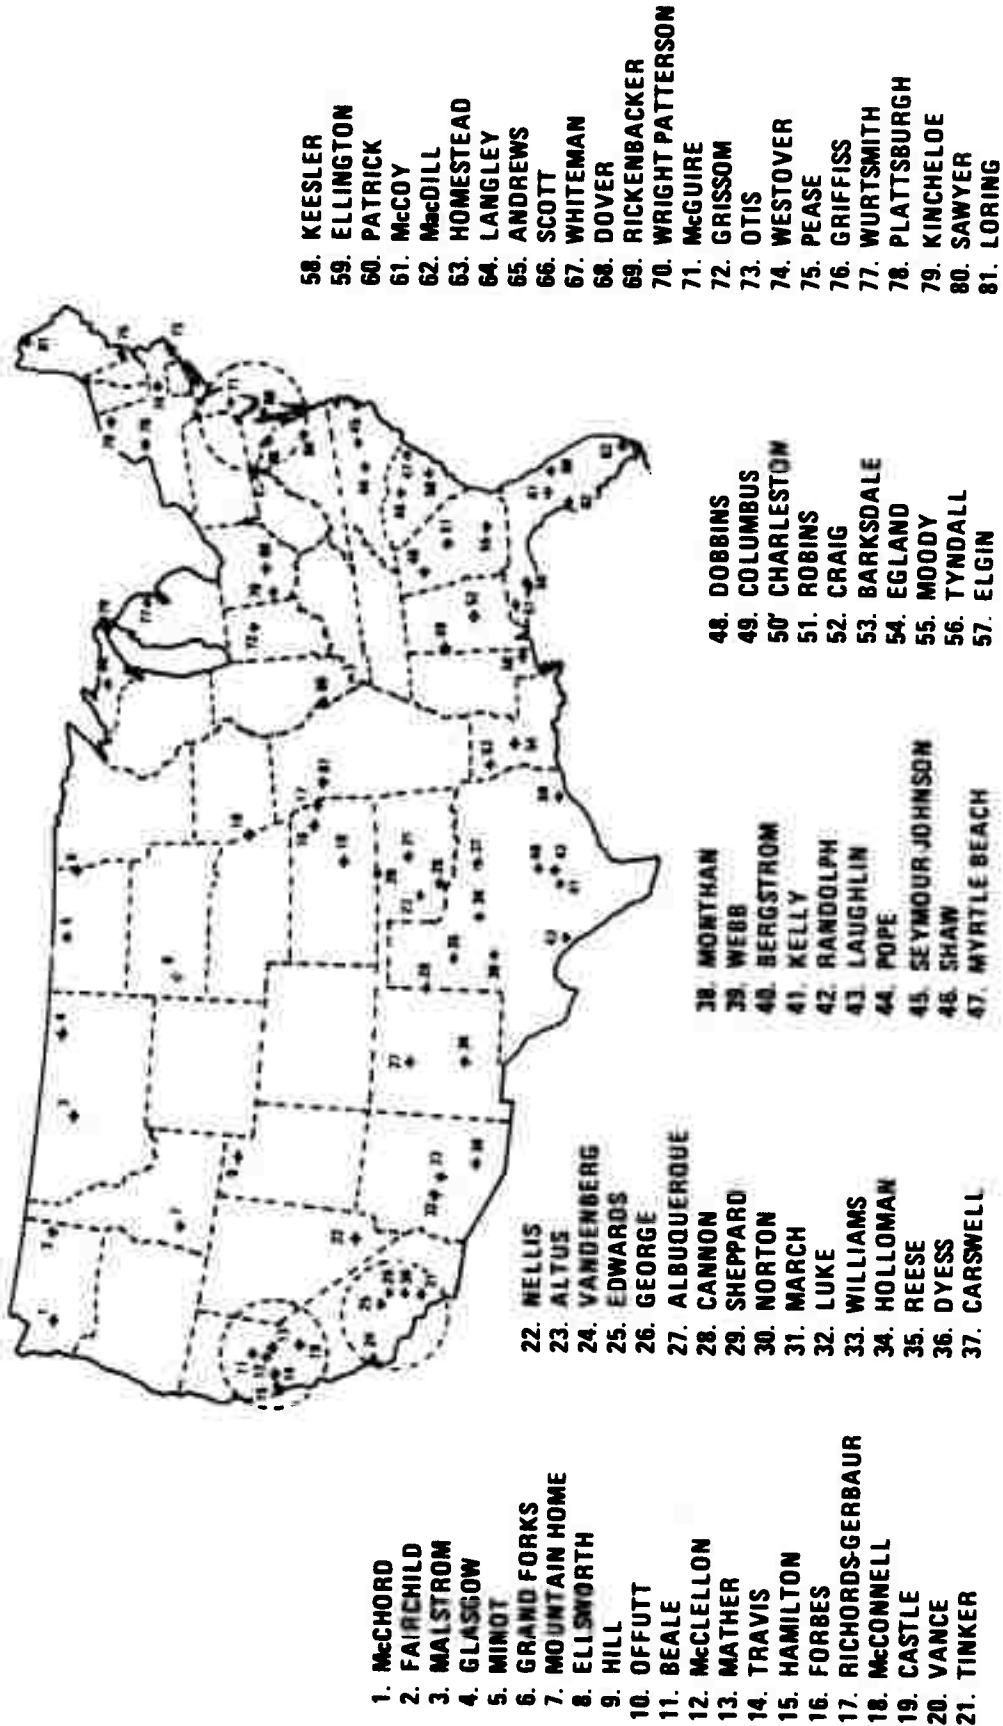 1. McCHORD
2. FAIRCHILD
3. MALSTROM
4. GLASGOW
5. MINOT
6. GRAND FORKS
7. MOUNTAIN HOME
8. ELLSWORTH
9. HILL
10. OFFUTT
11. BEALE
12. McCLELLON
13. MATHER
14. TRAVIS
15. HAMILTON
16. FORBES
17. RICHORDS-GERBAUR
18. McCONNELL
19. CASTLE
20. VANCE
21. TINKER
22. NELLIS
23. ALTUS
24. VANDENBERG
25. EDWARDS
26. GEORGE
27. ALBUQUERQUE
28. CANNON
29. SHEPPARD
30. NORTON
31. MARCH
32. LUKE
33. WILLIAMS
34. HOLLOMAN
35. REESE
36. DYESS
37. CARSWELL
38. MONTHAN
39. WEBB
40. BERGSTROM
41. KELLY
42. RANDOLPH
43. LAUGHLIN
44. POPE
45. SEYMOUR JOHNSON
46. SHAW
47. MYRTLE BEACH
48. DOBBINS
49. COLUMBUS
50' CHARLESTON
51. ROBINS
52. CRAIG
53. BARKSDALE
54. EGLAND
55. MOODY
56. TYNDALL
57. ELGIN
58. KEESLER
59. ELLINGTON
60. PATRICK
61. McCOY
62. MacDILL
63. HOMESTEAD
64. LANGLEY
65. ANDREWS
66. SCOTT
67. WHITEMAN
68. DOVER
69. RICKENBACKER
70. WRIGHT PATTERSON
71. McGUIRE
72. GRISSOM
73. OTIS
74. WESTOVER
75. PEASE
76. GRIFFISS
77. WURTSMITH
78. PLATTSBURGH
79. KINCHELOE
80. SAWYER
81. LORING